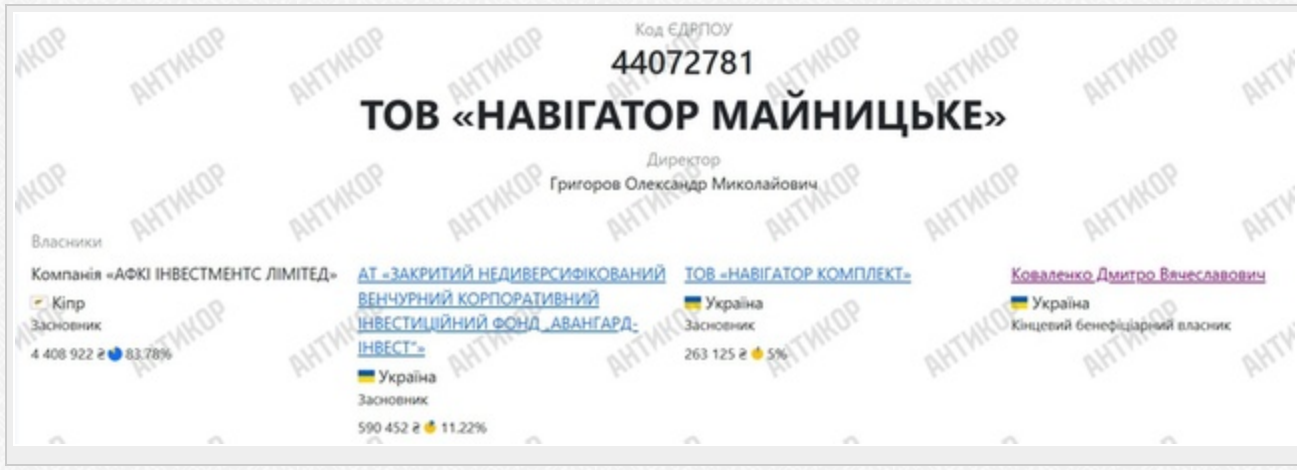 Код ЄДРПОУ
44072781
ТОВ «НАВІГАТОР МАЙНИЦЬКЕ»
Директор
Григоров Олександр Миколайович
Власники
Компанія «АФКІ ІНВЕСТМЕНТС ЛІМІТЕД»
Кіпр
Засновник
4 408 922 ₴ 83.78%
АТ «ЗАКРИТИЙ НЕДИВЕРСИФІКОВАНИЙ
ВЕНЧУРНИЙ КОРПОРАТИВНИЙ
ІНВЕСТИЦІЙНИЙ ФОНД „АВАНГАРД-
ІНВЕСТ"»
Україна
Засновник
590 452 ₴ 11.22%
ТОВ «НАВІГАТОР КОМПЛЕКТ»
Україна
Засновник
263 125 ₴ 5%
Коваленко Дмитро Вячеславович
Україна
Кінцевий бенефіціарний власник
АНТИКОР